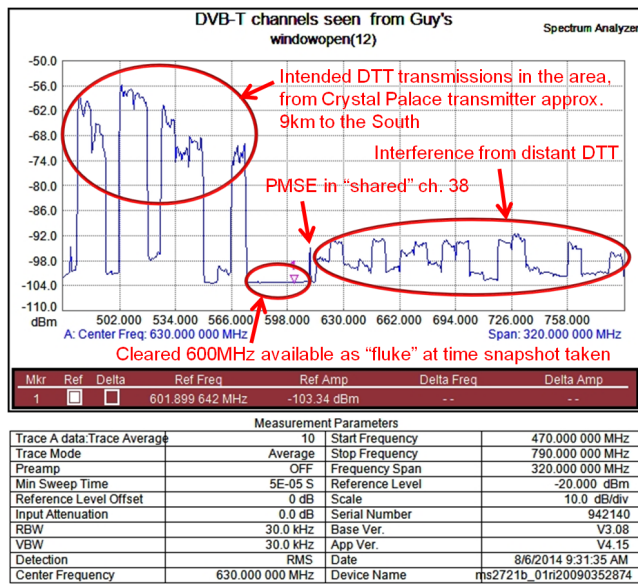 DVB-T channels seen from Guy's
windowopen(12)
Spectrum Analyzer
-50.0
-56.0
-62.0
-68.0
-74.0
-80.0
-86.0
-92.0
-98.0
-104.0
-110.0
dBm
Intended DTT transmissions in the area,
from Crystal Palace transmitter approx.
9km to the South
Interference from distant DTT
PMSE in “shared” ch. 38
1
502.000 534.000 566.000 598.000 630.000 662.000 694.000 726.000 758.000
A: Center Freq: 630.000 000 MHz Span: 320.000 000 MHz
Cleared 600MHz available as “fluke” at time snapshot taken
Mkr Ref Delta Ref Freq Ref Amp Delta Freq Delta Amp
1 601.899 642 MHz -103.34 dBm -- --
Measurement Parameters
Trace A data:Trace Average 10 Start Frequency 470.000 000 MHz
Trace Mode Average Stop Frequency 790.000 000 MHz
Preamp OFF Frequency Span 320.000 000 MHz
Min Sweep Time 5E-05 S Reference Level -20.000 dBm
Reference Level Offset 0 dB Scale 10.0 dB/div
Input Attenuation 0.0 dB Serial Number 942140
RBW 30.0 kHz Base Ver. V3.08
VBW 30.0 kHz App Ver. V4.15
Detection RMS Date 8/6/2014 9:31:35 AM
Center Frequency 630.000 000 MHz Device Name ms2721b_01ri20090352874